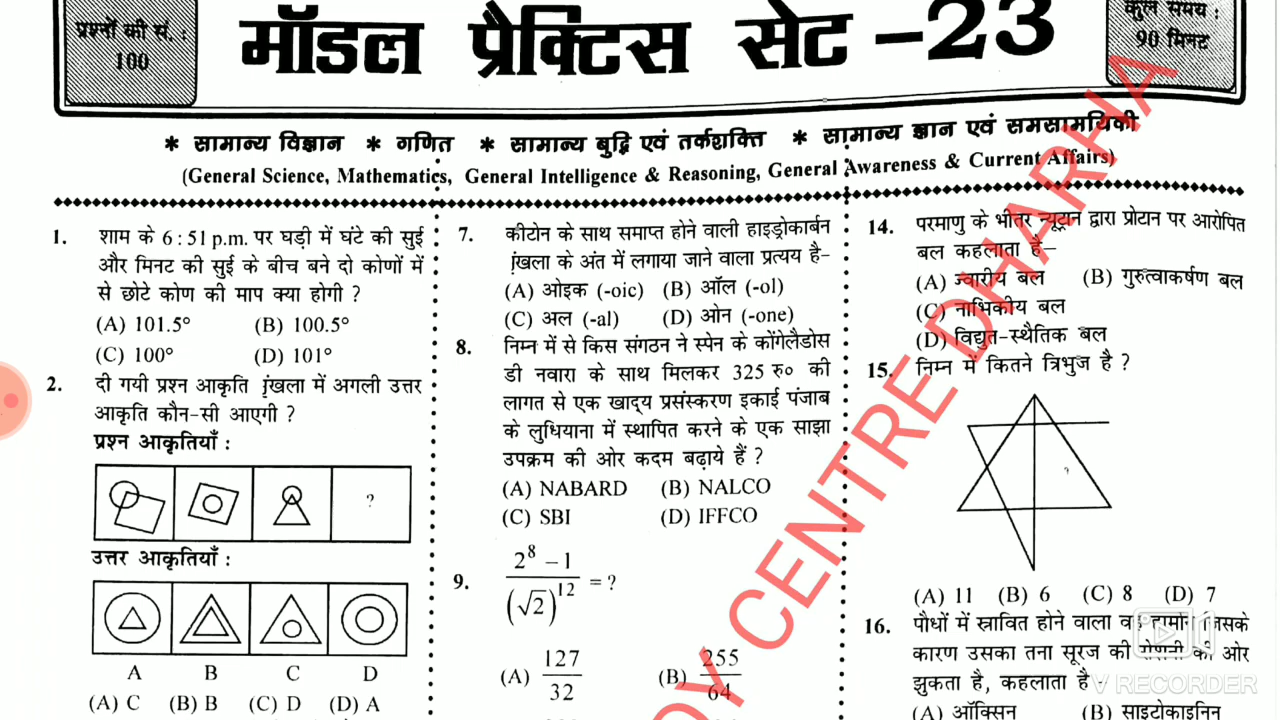 प्रश्नों की सं. :
100
मॉडल प्रैक्टिस सेट -23
कुल समय :
90 मिनट
* सामान्य विज्ञान * गणित * सामान्य बुद्धि एवं तर्कशक्ति * सामान्य ज्ञान एवं समसामयिकी
(General Science, Mathematics, General Intelligence & Reasoning, General Awareness & Current Affairs)
1. शाम के 6 : 51 p.m. पर घड़ी में घंटे की सुई
और मिनट की सुई के बीच बने दो कोणों में
से छोटे कोण की माप क्या होगी ?
(A) 101.5° (B) 100.5°
(C) 100° (D) 101°
2. दी गयी प्रश्न आकृति शृंखला में अगली उत्तर
आकृति कौन-सी आएगी ?
प्रश्न आकृतियाँ :
?
उत्तर आकृतियाँ :
A B C D
(A) C (B) B (C) D (D) A
7. कीटोन के साथ समाप्त होने वाली हाइड्रोकार्बन
शृंखला के अंत में लगाया जाने वाला प्रत्यय है–
(A) ओइक (-oic) (B) ऑल (-ol)
(C) अल (-al) (D) ओन (-one)
8. निम्न में से किस संगठन ने स्पेन के कोंगेलैडोस
डी नवारा के साथ मिलकर 325 रु० की
लागत से एक खाद्य प्रसंस्करण इकाई पंजाब
के लुधियाना में स्थापित करने के एक साझा
उपक्रम की ओर कदम बढ़ाये हैं ?
(A) NABARD (B) NALCO
(C) SBI (D) IFFCO
9. (2⁸ – 1) / (√2)¹² = ?
(A) 127/32 (B) 255/64
14. परमाणु के भीतर न्यूट्रान द्वारा प्रोटान पर आरोपित
बल कहलाता है–
(A) ज्वारीय बल (B) गुरुत्वाकर्षण बल
(C) नाभिकीय बल
(D) विद्युत-स्थैतिक बल
15. निम्न में कितने त्रिभुज है ?
?
(A) 11 (B) 6 (C) 8 (D) 7
16. पौधों में स्रावित होने वाला वह हार्मोन जिसके
कारण उसका तना सूरज की रोशनी की ओर
झुकता है, कहलाता है–
(A) ऑक्सिन (B) साइटोकाइनिन
DY CENTRE DHARHA
V RECORDER